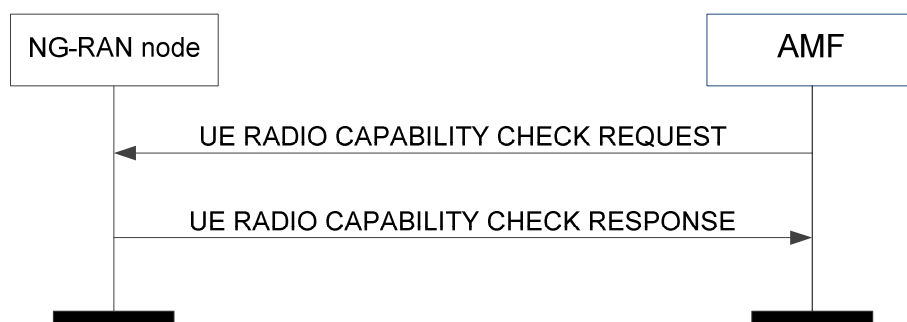 NG-RAN node
AMF
UE RADIO CAPABILITY CHECK REQUEST
UE RADIO CAPABILITY CHECK RESPONSE